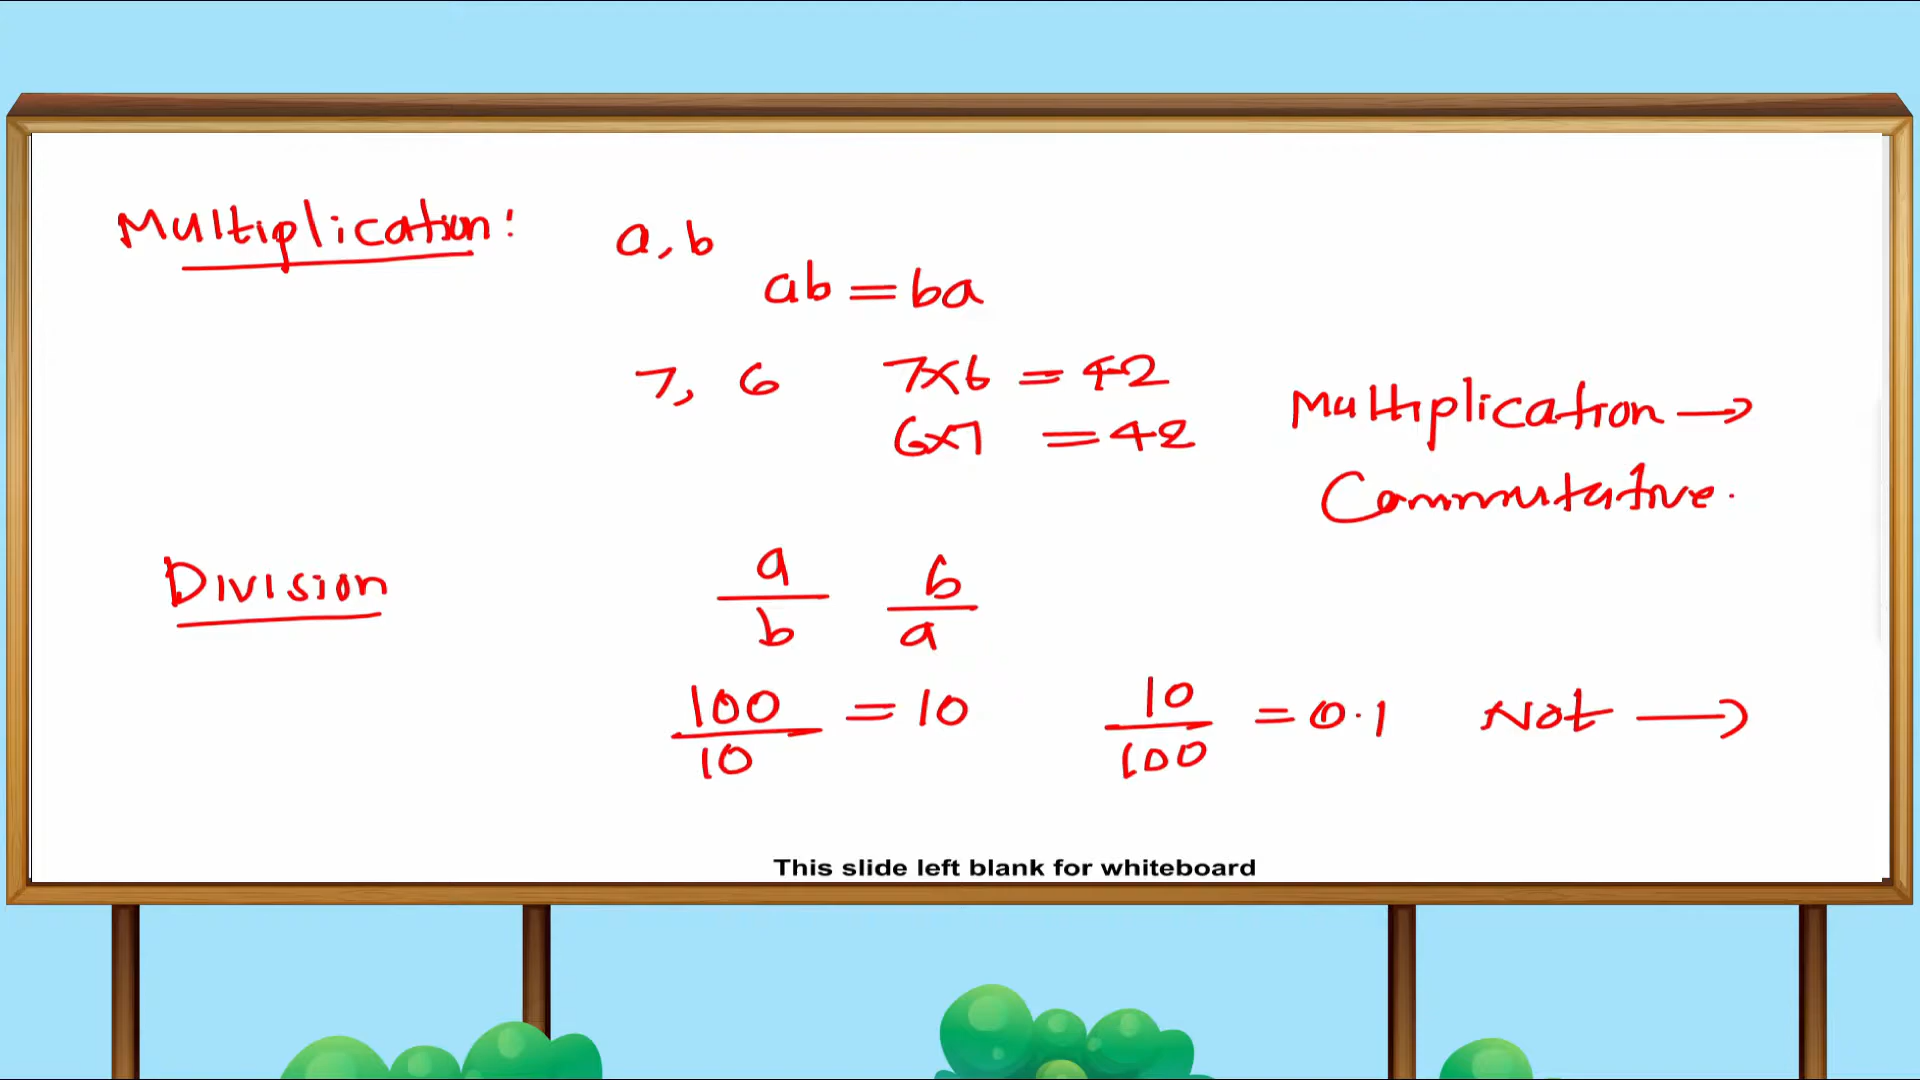 Multiplication: a, b
ab = ba
7, 6 7x6 = 42
6x7 = 42
Multiplication →
Commutative.
Division a/b b/a
100/10 = 10 10/100 = 0.1 Not →
This slide left blank for whiteboard